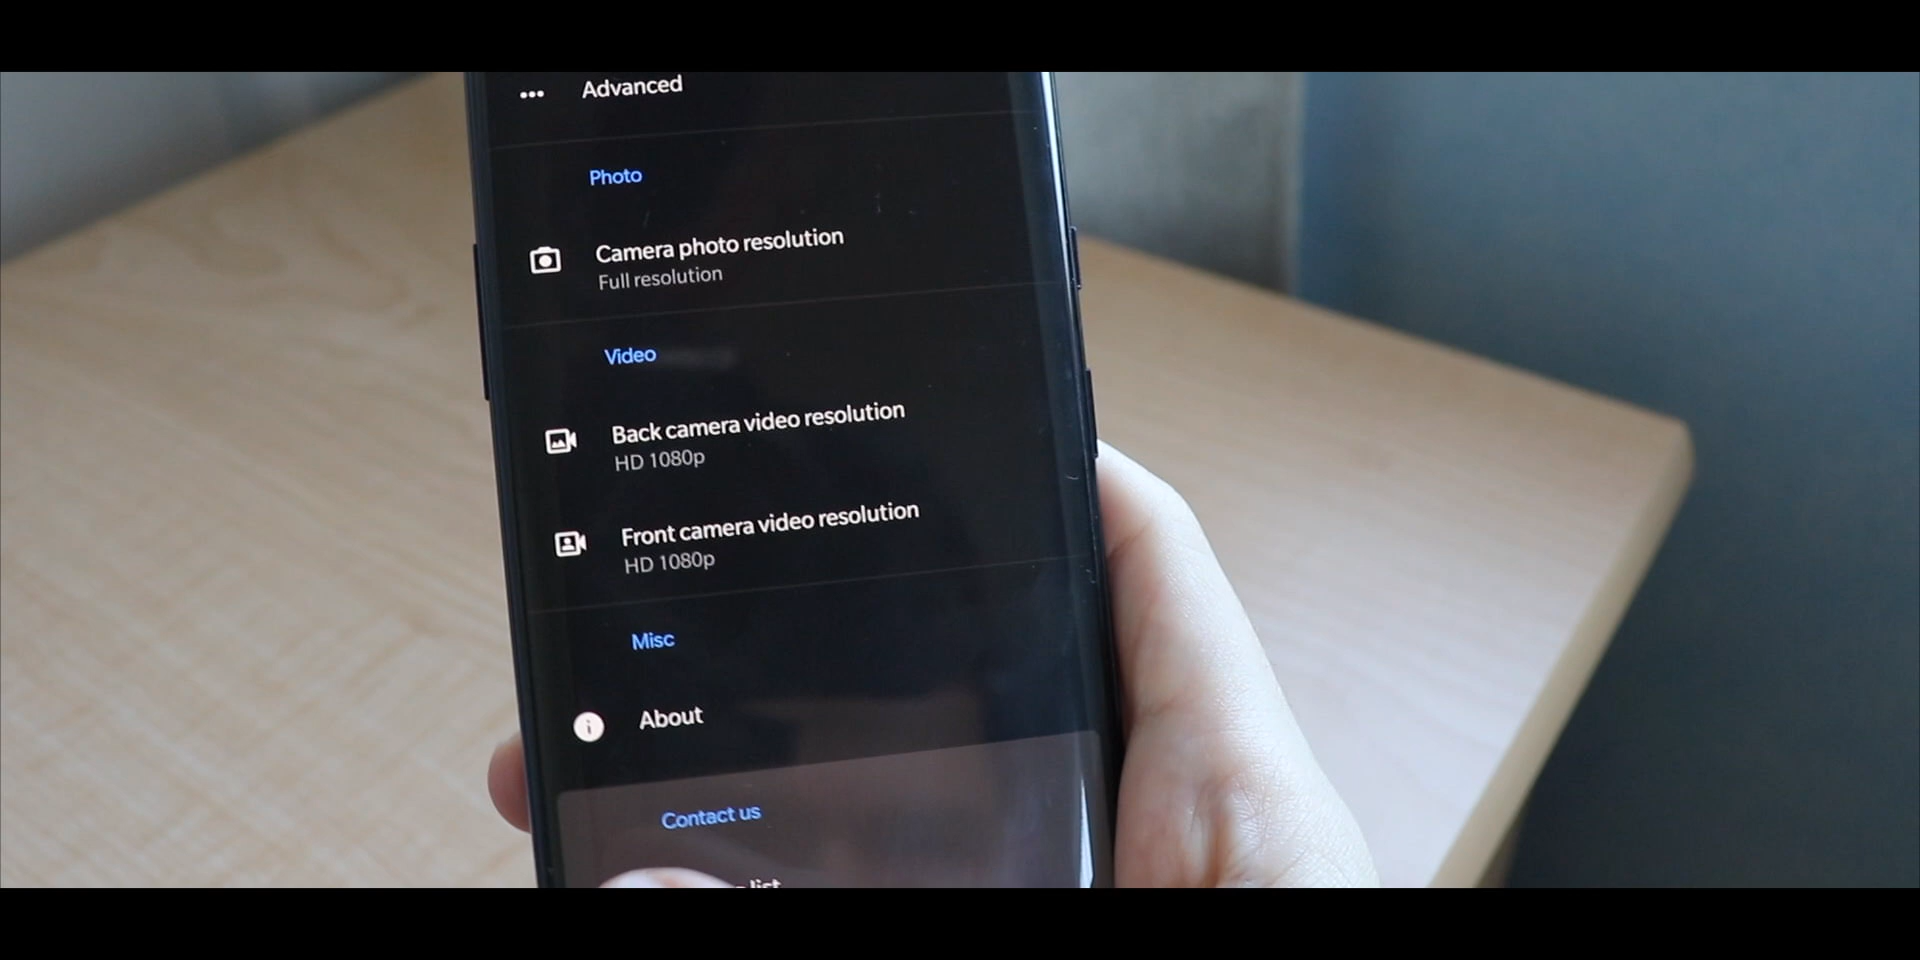 Advanced
Photo
Camera photo resolution
Full resolution
Video
Back camera video resolution
HD 1080p
Front camera video resolution
HD 1080p
Misc
About
Contact us
list